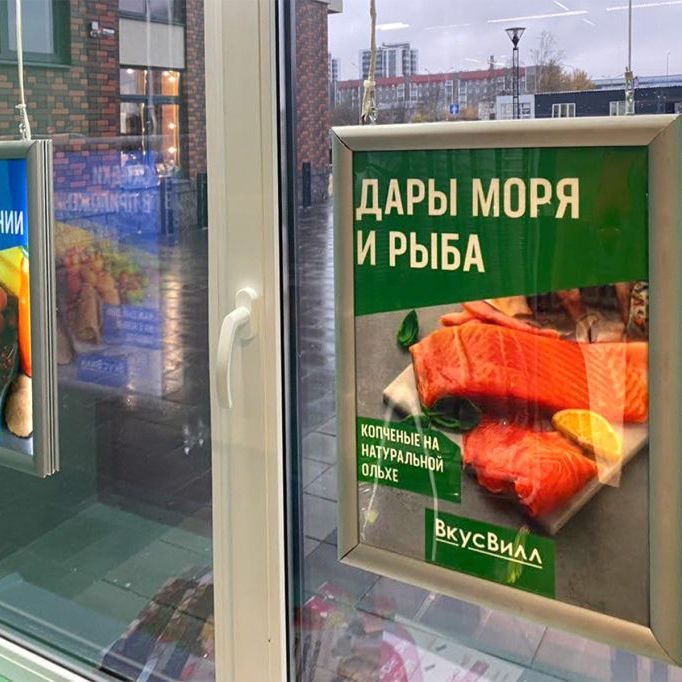 ДАРЫ МОРЯ
И РЫБА
КОПЧЕНЫЕ НА
НАТУРАЛЬНОЙ
ОЛЬХЕ
ВкусВилл